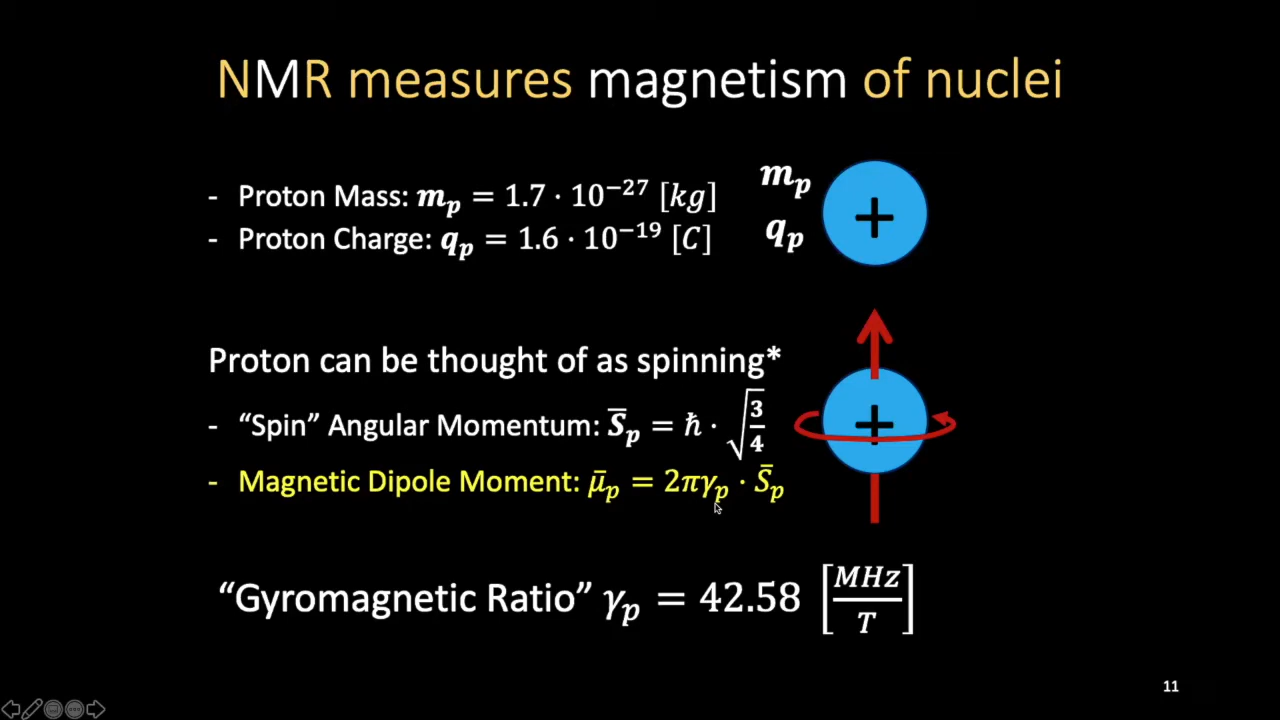 NMR measures magnetism of nuclei
- Proton Mass: 𝒎ₚ = 1.7 · 10⁻²⁷ [kg]
- Proton Charge: 𝒒ₚ = 1.6 · 10⁻¹⁹ [C]
𝒎ₚ
𝒒ₚ
+
Proton can be thought of as spinning*
- “Spin” Angular Momentum: S̅ₚ = ħ · √(3/4)
- Magnetic Dipole Moment: μ̅ₚ = 2πγₚ · S̅ₚ
+
“Gyromagnetic Ratio” γₚ = 42.58 [MHz/T]
11